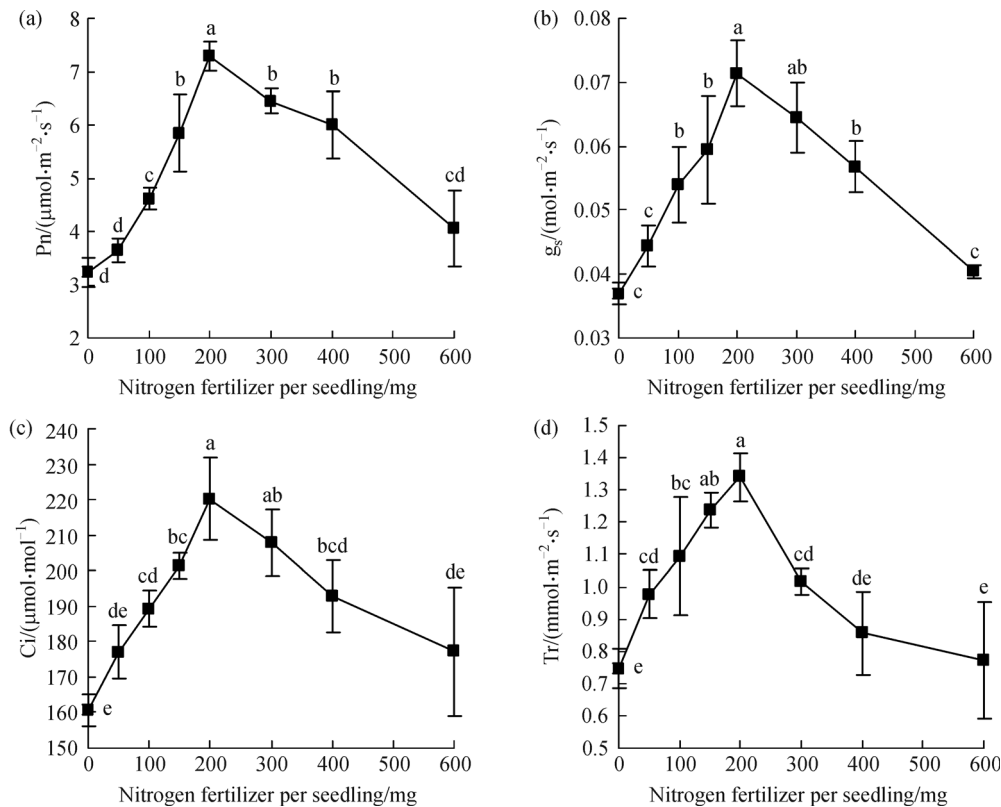 (a)
Pn/(μmol·m⁻²·s⁻¹)
8
7
6
5
4
3
2
d
d
c
b
a
b
b
cd
0 100 200 300 400 500 600
Nitrogen fertilizer per seedling/mg
(b)
gs/(mol·m⁻²·s⁻¹)
0.08
0.07
0.06
0.05
0.04
0.03
c
c
b
b
a
ab
b
c
0 100 200 300 400 500 600
Nitrogen fertilizer per seedling/mg
(c)
Ci/(μmol·mol⁻¹)
240
230
220
210
200
190
180
170
160
150
e
de
cd
bc
a
ab
bcd
de
0 100 200 300 400 500 600
Nitrogen fertilizer per seedling/mg
(d)
Tr/(mmol·m⁻²·s⁻¹)
1.5
1.4
1.3
1.2
1.1
1.0
0.9
0.8
0.7
0.6
0.5
e
cd
bc
ab
a
cd
de
e
0 100 200 300 400 500 600
Nitrogen fertilizer per seedling/mg